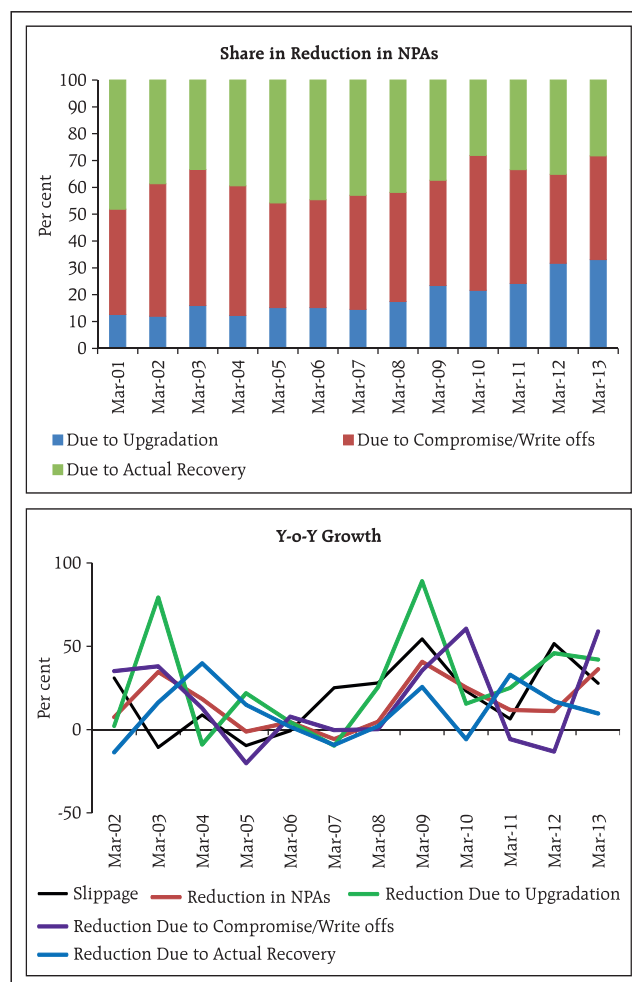 Share in Reduction in NPAs
100
90
80
70
60
50
40
30
20
10
0
Per cent
Mar-01
Mar-02
Mar-03
Mar-04
Mar-05
Mar-06
Mar-07
Mar-08
Mar-09
Mar-10
Mar-11
Mar-12
Mar-13
Due to Upgradation
Due to Compromise/Write offs
Due to Actual Recovery
Y-o-Y Growth
100
50
0
-50
Per cent
Mar-02
Mar-03
Mar-04
Mar-05
Mar-06
Mar-07
Mar-08
Mar-09
Mar-10
Mar-11
Mar-12
Mar-13
Slippage
Reduction in NPAs
Reduction Due to Upgradation
Reduction Due to Compromise/Write offs
Reduction Due to Actual Recovery